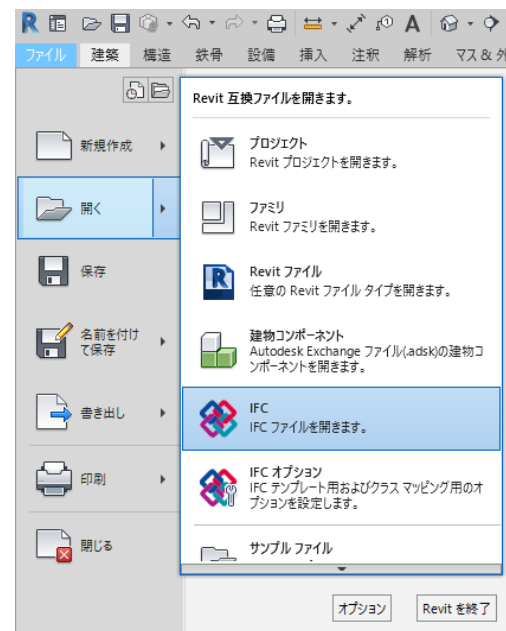 R
A
ファイル 建築 構造 鉄骨 設備 挿入 注釈 解析 マス &
Revit 互換ファイルを開きます。
新規作成
開く
保存
名前を付け
て保存
書き出し
印刷
閉じる
プロジェクト
Revit プロジェクトを開きます。
ファミリ
Revit ファミリを開きます。
R
Revit ファイル
任意の Revit ファイル タイプを開きます。
建物コンポーネント
Autodesk Exchange ファイル(.adsk)の建物コ
ンポーネントを開きます。
IFC
IFC ファイルを開きます。
IFC オプション
IFC テンプレート用およびクラス マッピング用のオ
プションを設定します。
サンプル ファイル
オプション Revit を終了